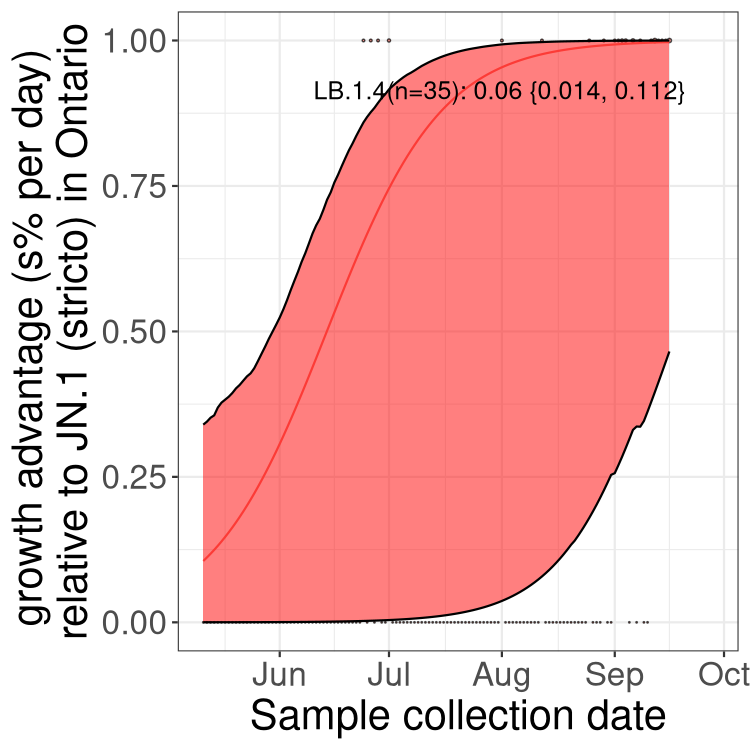 growth advantage (s% per day)
relative to JN.1 (stricto) in Ontario
1.00
0.75
0.50
0.25
0.00
LB.1.4(n=35): 0.06 {0.014, 0.112}
Jun Jul Aug Sep Oct
Sample collection date